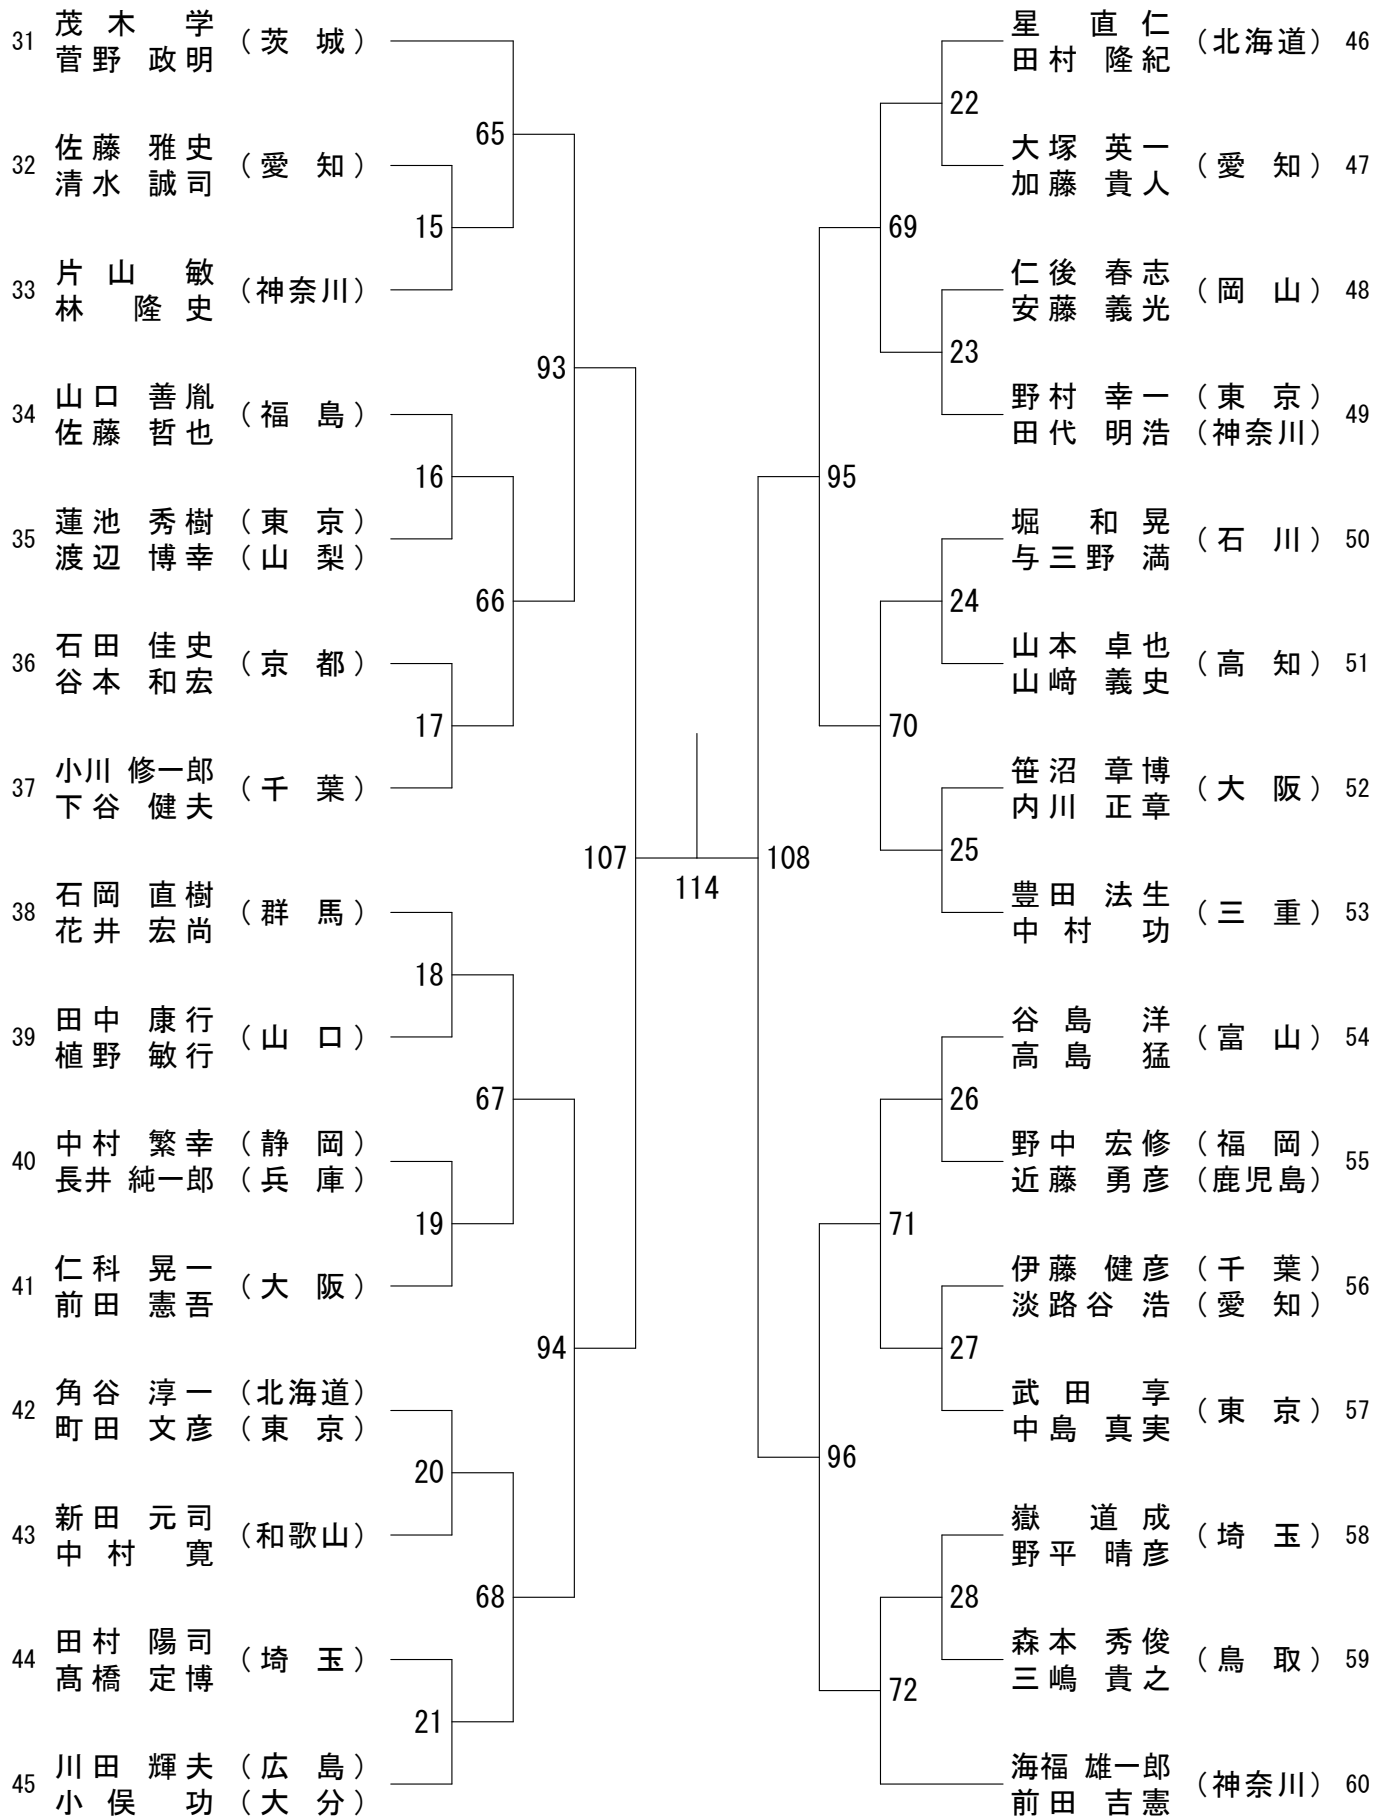 31 茂木 学 (茨城)
菅野 政明
32 佐藤 雅史 (愛知)
清水 誠司
33 片山 敏 (神奈川)
林 隆史
34 山口 善胤 (福島)
佐藤 哲也
35 蓮池 秀樹 (東京)
渡辺 博幸 (山梨)
36 石田 佳史 (京都)
谷本 和宏
37 小川 修一郎 (千葉)
下谷 健夫
38 石岡 直樹 (群馬)
花井 宏尚
39 田中 康行 (山口)
植野 敏行
40 中村 繁幸 (静岡)
長井 純一郎 (兵庫)
41 仁科 晃一 (大阪)
前田 憲吾
42 角谷 淳一 (北海道)
町田 文彦 (東京)
43 新田 元司 (和歌山)
中村 寛
44 田村 陽司 (埼玉)
髙橋 定博
45 川田 輝夫 (広島)
小俣 功 (大分)
65
15
93
16
66
17
107
18
67
19
94
20
68
21
114
108
22
69
23
95
24
70
25
26
71
27
96
28
72
星 直仁 (北海道) 46
田村 隆紀
大塚 英一 (愛知) 47
加藤 貴人
仁後 春志 (岡山) 48
安藤 義光
野村 幸一 (東京) 49
田代 明浩 (神奈川)
堀 和晃 (石川) 50
与三野 満
山本 卓也 (高知) 51
山﨑 義史
笹沼 章博 (大阪) 52
内川 正章
豊田 法生 (三重) 53
中村 功
谷島 洋 (富山) 54
高島 猛
野中 宏修 (福岡) 55
近藤 勇彦 (鹿児島)
伊藤 健彦 (千葉) 56
淡路谷 浩 (愛知)
武田 享 (東京) 57
中島 真実
嶽 道成 (埼玉) 58
野平 晴彦
森本 秀俊 (鳥取) 59
三嶋 貴之
海福 雄一郎 (神奈川) 60
前田 吉憲